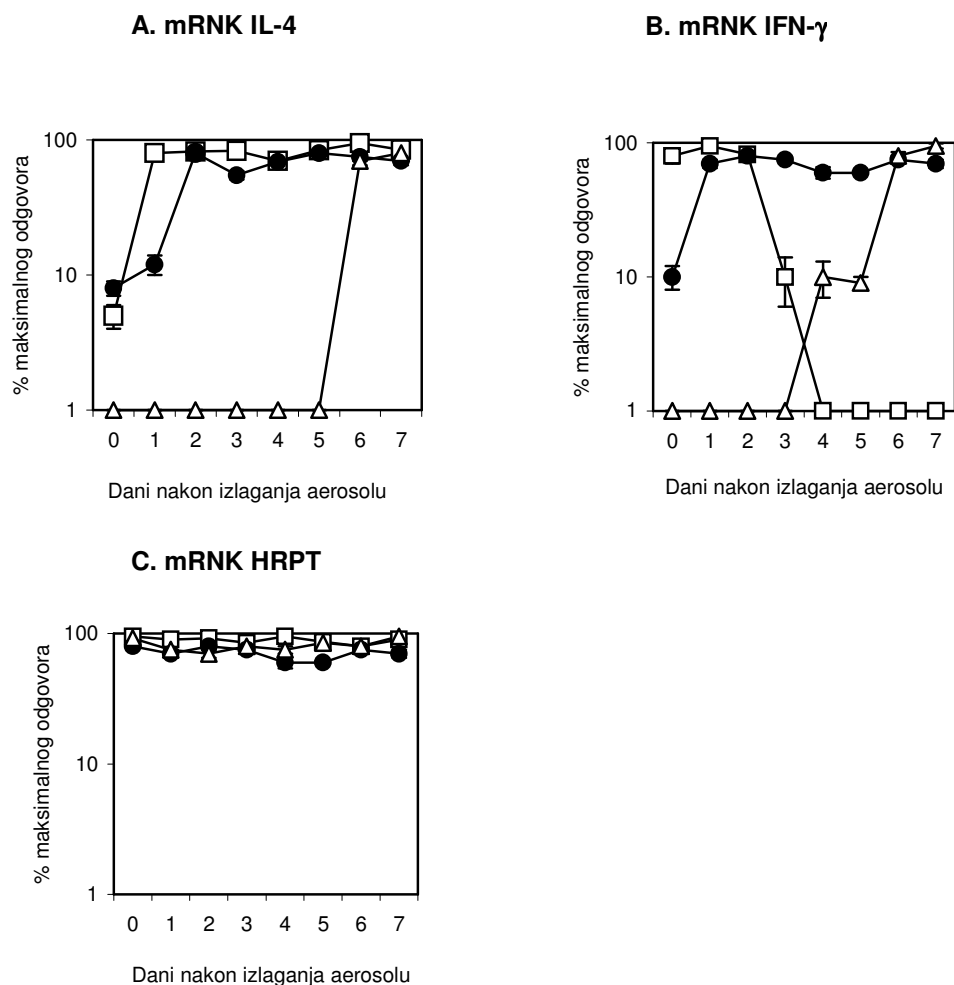 A. mRNK IL-4
% maksimalnog odgovora
100
10
1
0 1 2 3 4 5 6 7
Dani nakon izlaganja aerosolu
B. mRNK IFN-γ
% maksimalnog odgovora
100
10
1
0 1 2 3 4 5 6 7
Dani nakon izlaganja aerosolu
C. mRNK HRPT
% maksimalnog odgovora
100
10
1
0 1 2 3 4 5 6 7
Dani nakon izlaganja aerosolu